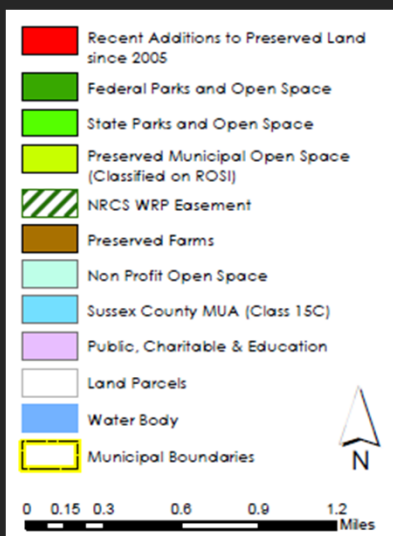 Recent Additions to Preserved Land
since 2005
Federal Parks and Open Space
State Parks and Open Space
Preserved Municipal Open Space
(Classified on ROSI)
NRCS WRP Easement
Preserved Farms
Non Profit Open Space
Sussex County MUA (Class 15C)
Public, Charitable & Education
Land Parcels
Water Body
Municipal Boundaries
N
0 0.15 0.3 0.6 0.9 1.2
Miles